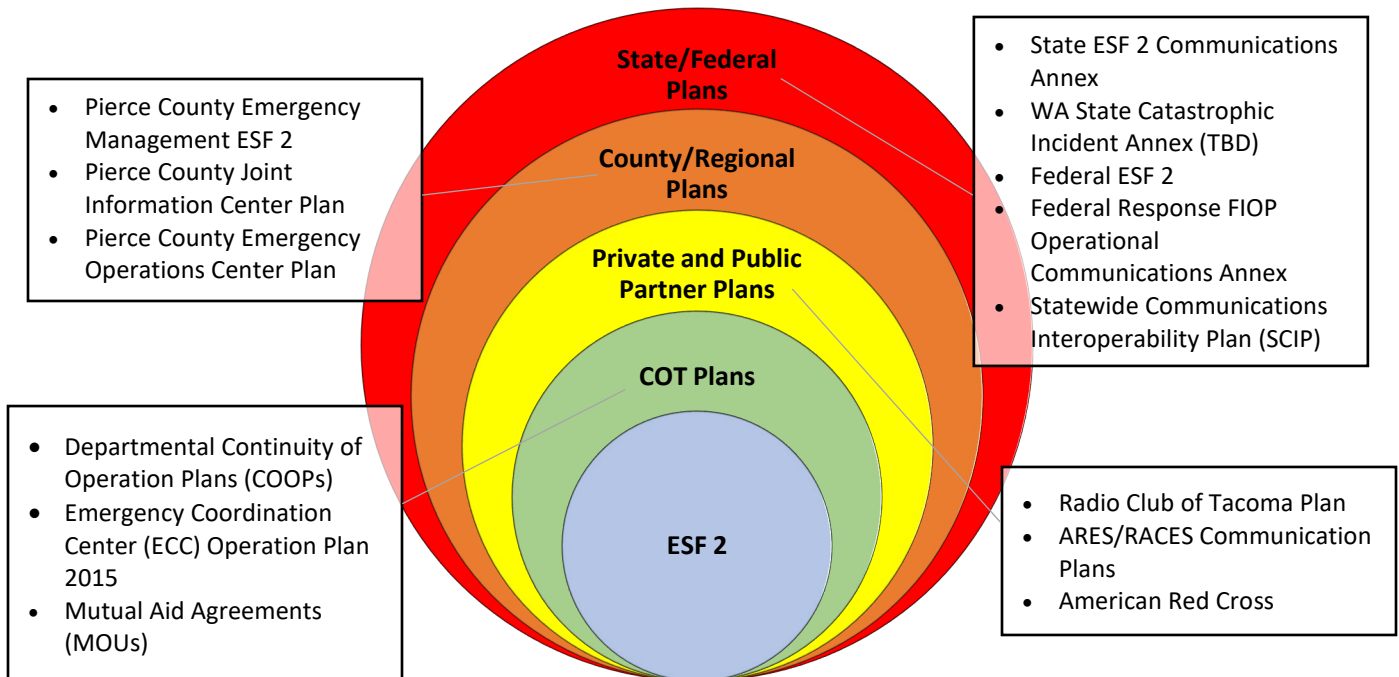 State/Federal
Plans
County/Regional
Plans
Private and Public
Partner Plans
COT Plans
ESF 2
• Pierce County Emergency
Management ESF 2
• Pierce County Joint
Information Center Plan
• Pierce County Emergency
Operations Center Plan
• State ESF 2 Communications
Annex
• WA State Catastrophic
Incident Annex (TBD)
• Federal ESF 2
• Federal Response FIOP
Operational
Communications Annex
• Statewide Communications
Interoperability Plan (SCIP)
• Departmental Continuity of
Operation Plans (COOPs)
• Emergency Coordination
Center (ECC) Operation Plan
2015
• Mutual Aid Agreements
(MOUs)
• Radio Club of Tacoma Plan
• ARES/RACES Communication
Plans
• American Red Cross